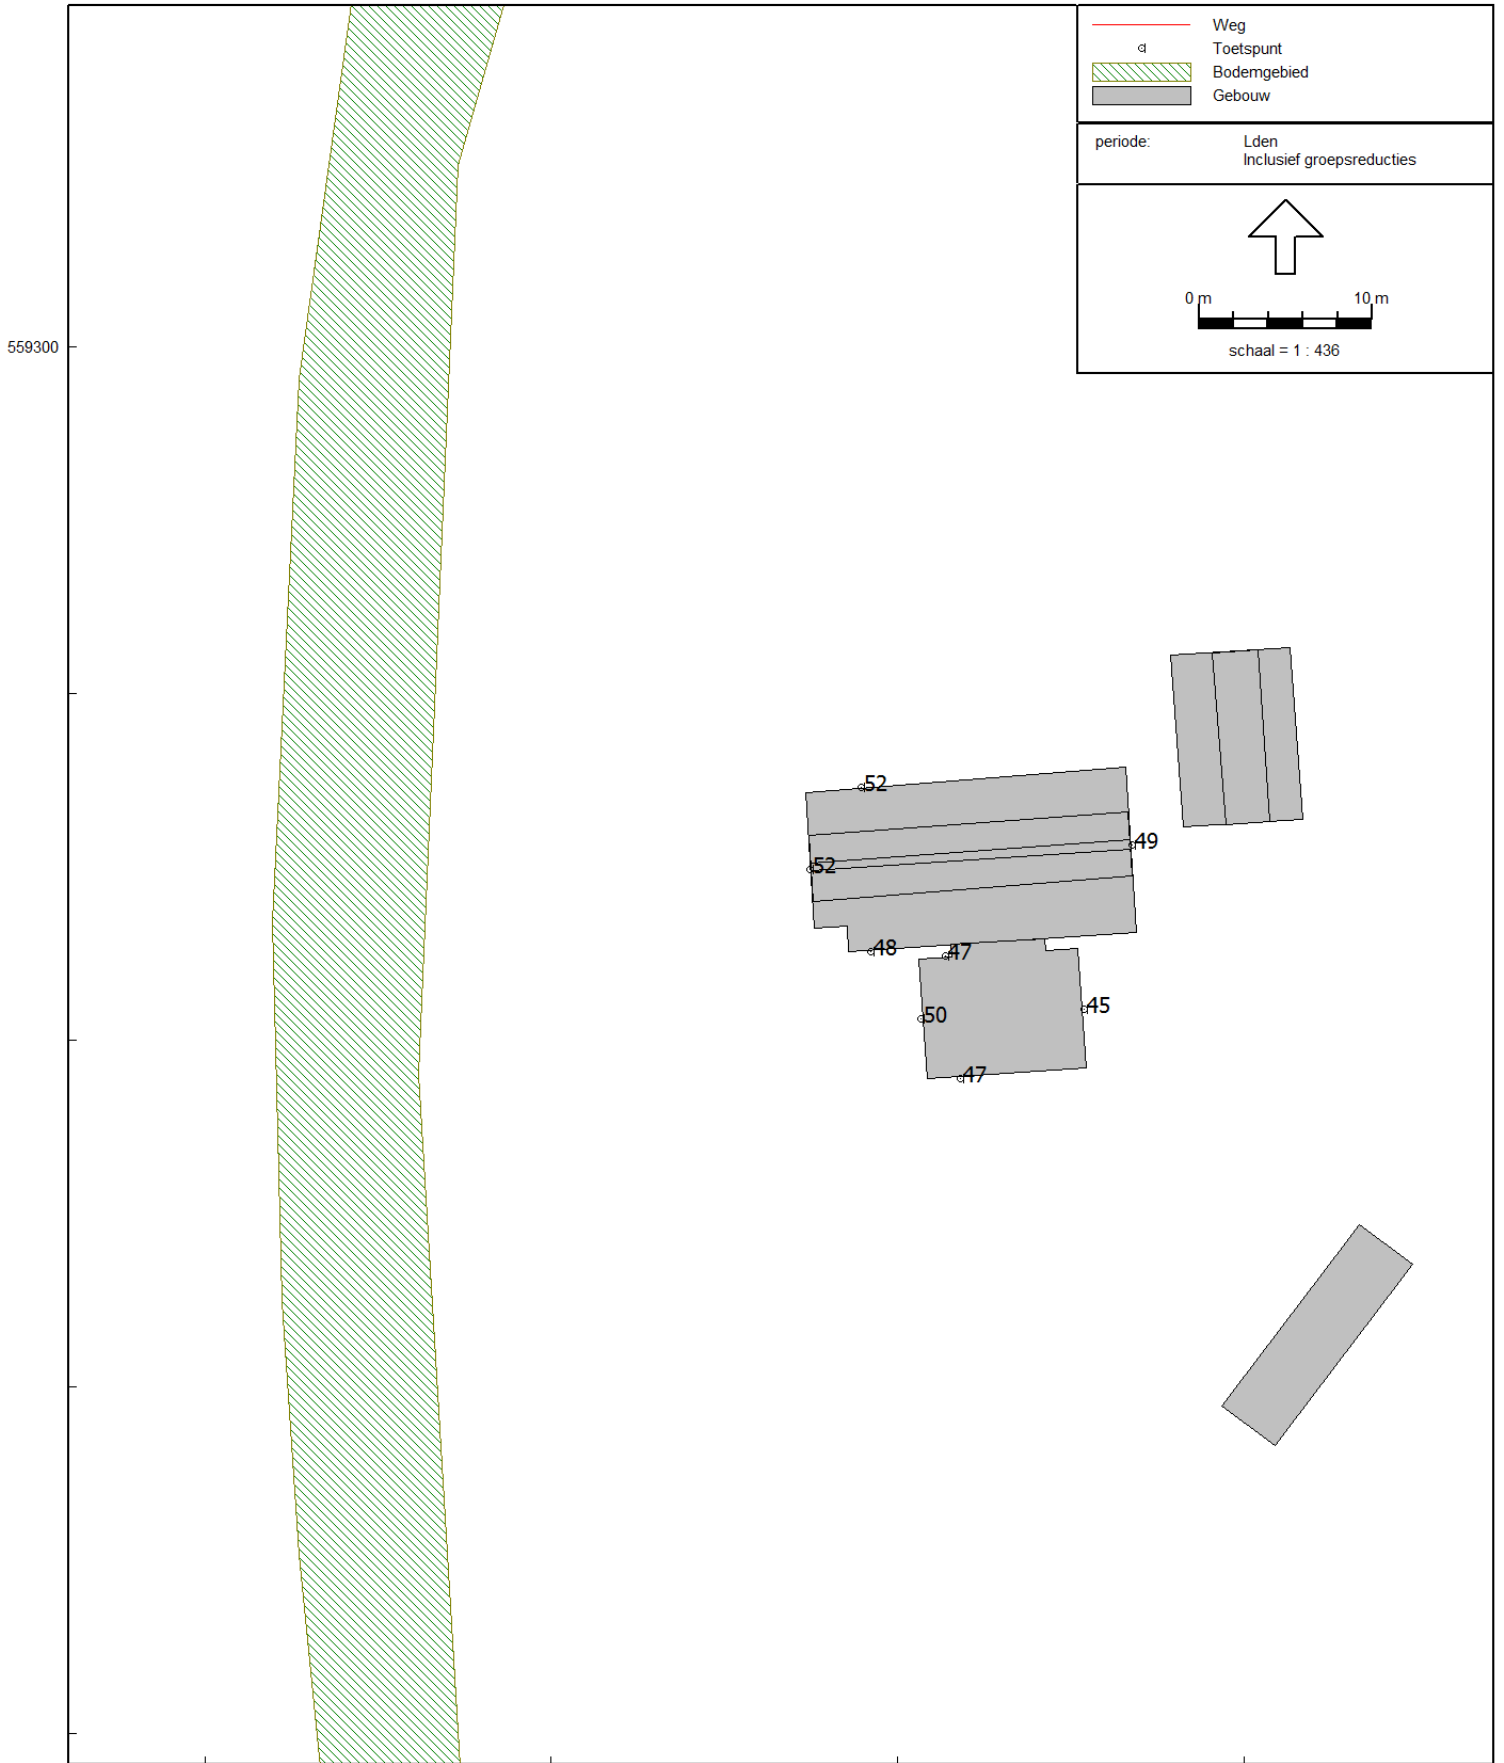 Weg
Toetspunt
Bodemgebied
Gebouw
periode: Lden
Inclusief groepsreducties
0 m 10 m
schaal = 1 : 436
559300
52
49
52
48
47
45
50
47